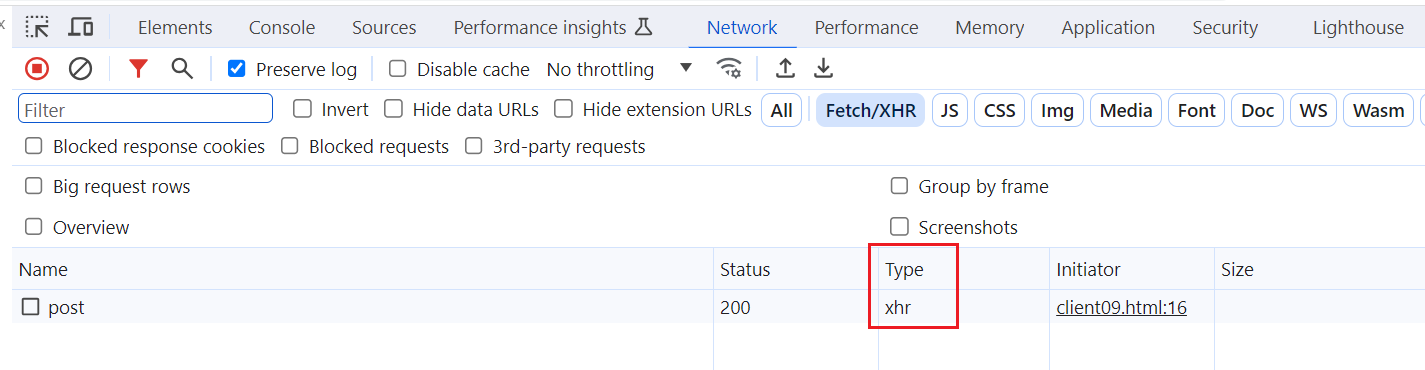 x Elements Console Sources Performance insights Network Performance Memory Application Security Lighthouse
Preserve log Disable cache No throttling
Filter Invert Hide data URLs Hide extension URLs All Fetch/XHR JS CSS Img Media Font Doc WS Wasm
Blocked response cookies Blocked requests 3rd-party requests
Big request rows Group by frame
Overview Screenshots
Name Status Type Initiator Size
post 200 xhr client09.html:16